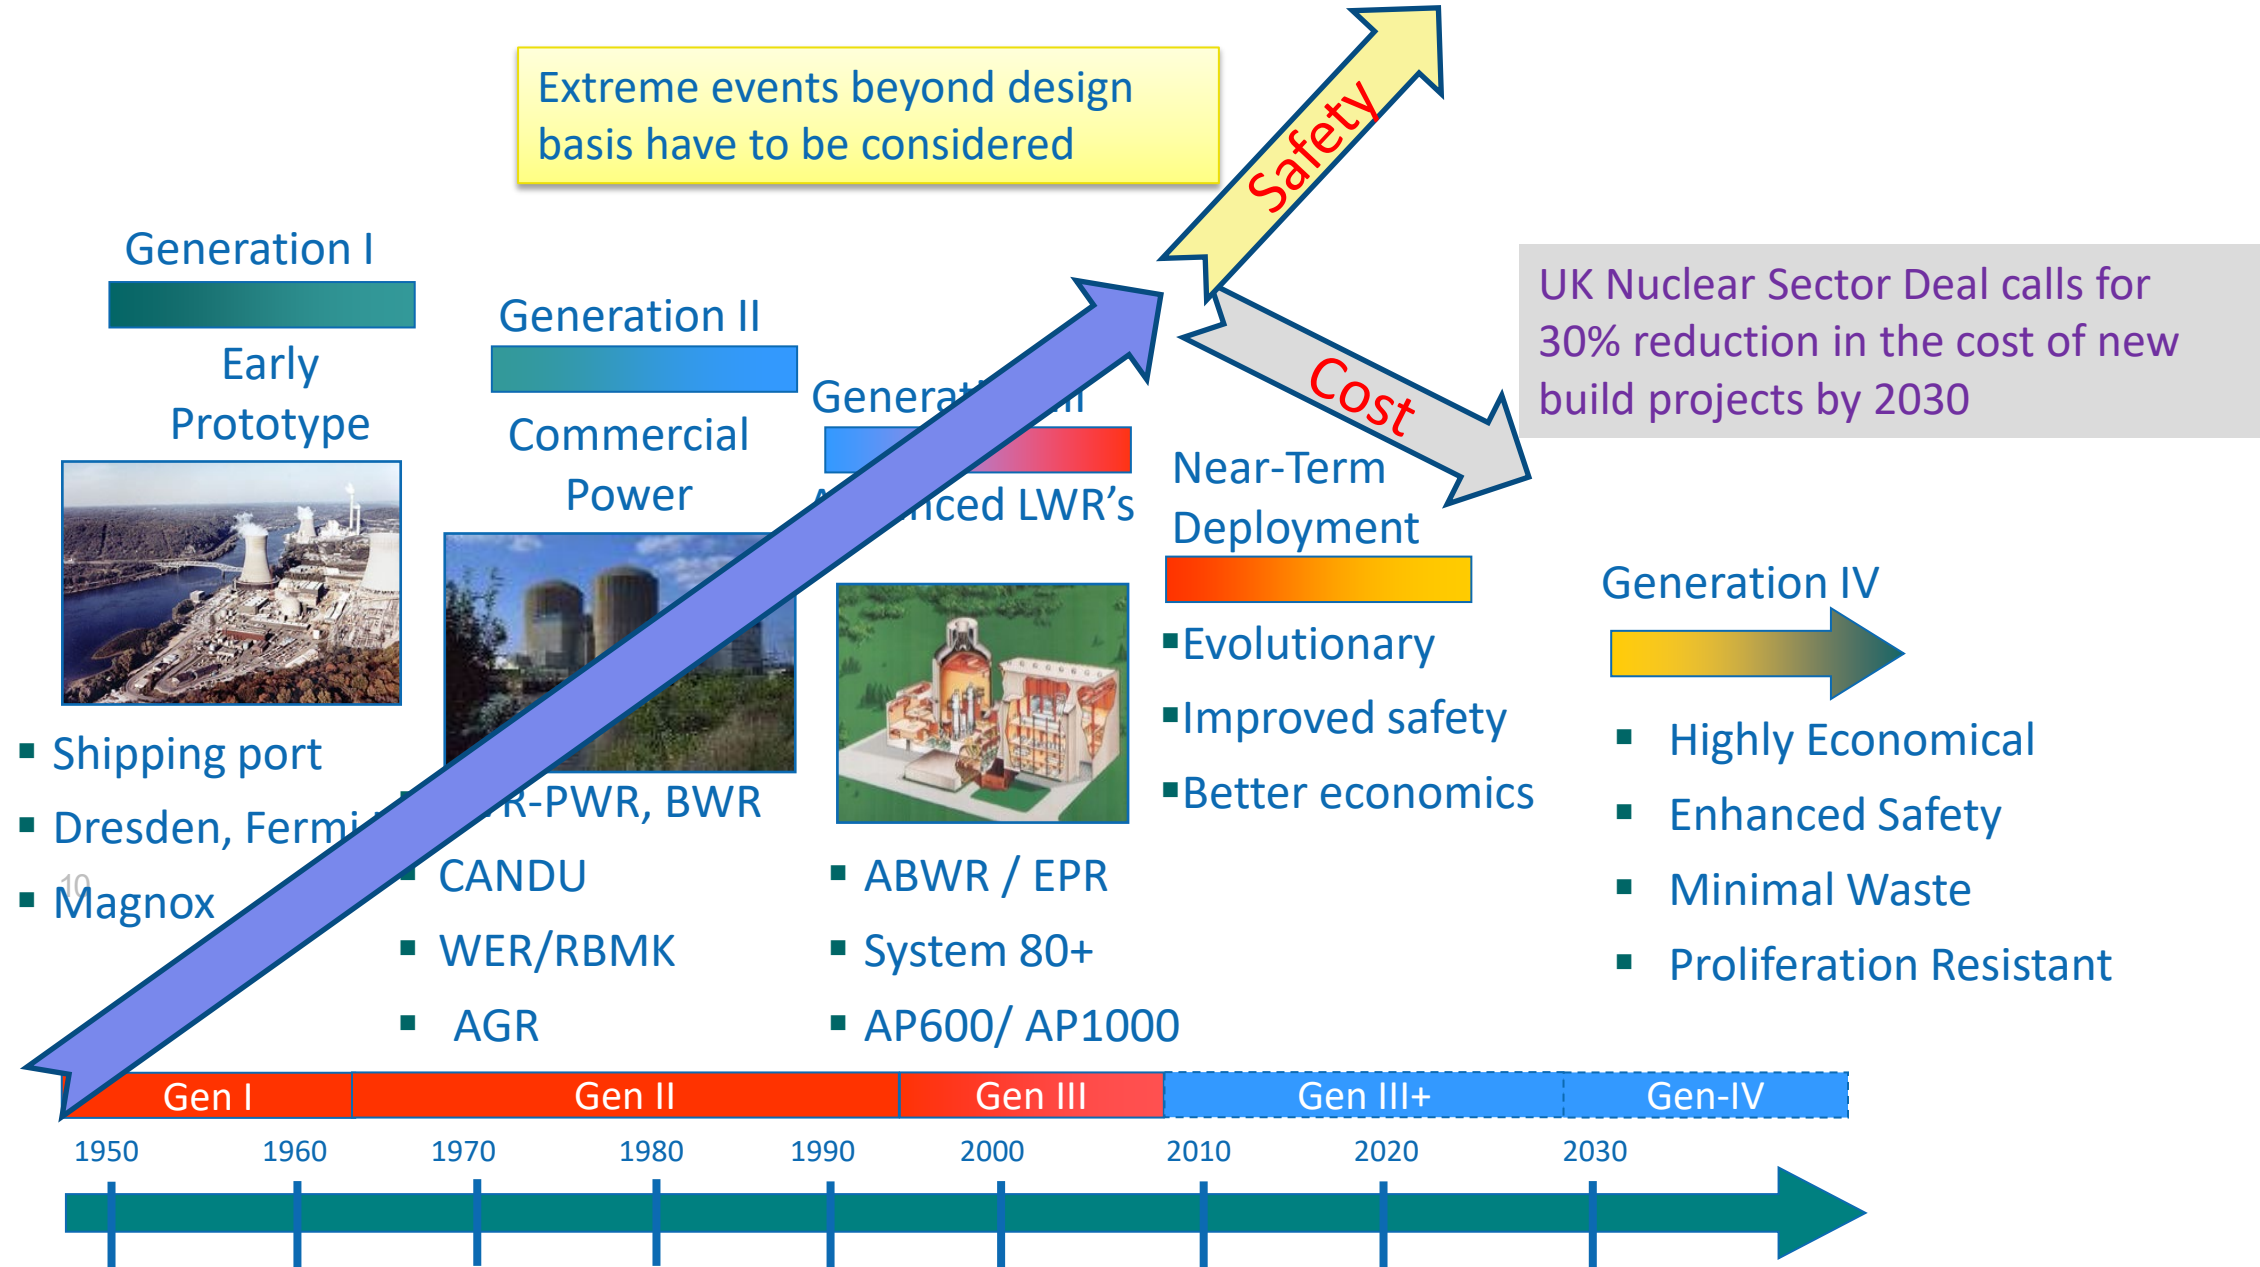 Extreme events beyond design
basis have to be considered
Safety
Cost
UK Nuclear Sector Deal calls for
30% reduction in the cost of new
build projects by 2030
Generation I
Early
Prototype
▪ Shipping port
▪ Dresden, Fermi
▪ Magnox
10
Generation II
Commercial
Power
R-PWR, BWR
▪ CANDU
▪ WER/RBMK
▪ AGR
LWR's
▪ ABWR / EPR
▪ System 80+
▪ AP600/ AP1000
Near-Term
Deployment
▪Evolutionary
▪Improved safety
▪Better economics
Generation IV
▪ Highly Economical
▪ Enhanced Safety
▪ Minimal Waste
▪ Proliferation Resistant
Gen I Gen II Gen III Gen III+ Gen-IV
1950 1960 1970 1980 1990 2000 2010 2020 2030